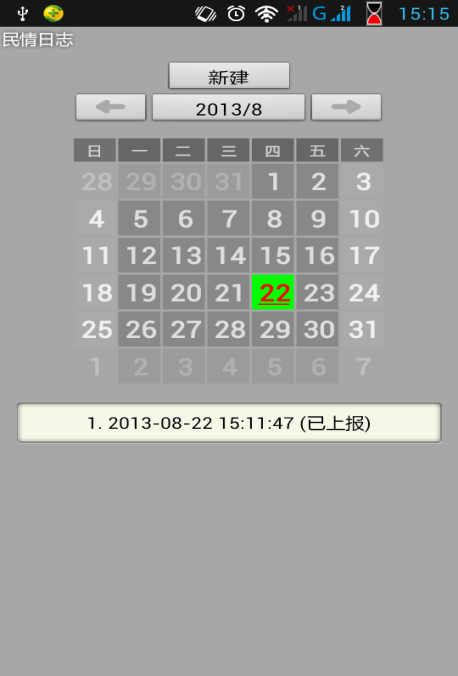 G 15:15
民情日志
新建
2013/8
日 一 二 三 四 五 六
28 29 30 31 1 2 3
4 5 6 7 8 9 10
11 12 13 14 15 16 17
18 19 20 21 22 23 24
25 26 27 28 29 30 31
1 2 3 4 5 6 7
1. 2013-08-22 15:11:47 (已上报)